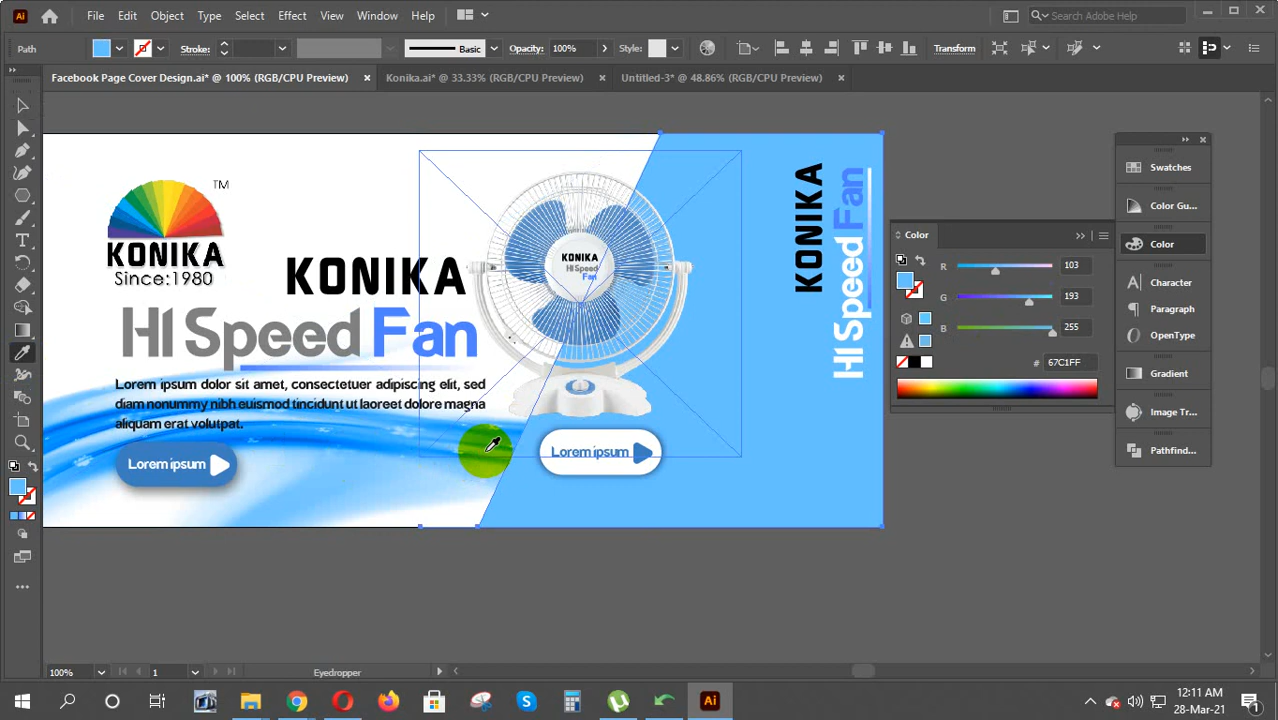 Ai File Edit Object Type Select Effect View Window Help Search Adobe Help
Path Stroke: Basic Opacity: 100% Style: Transform
Facebook Page Cover Design.ai* @ 100% (RGB/CPU Preview) × Konika.ai* @ 33.33% (RGB/CPU Preview) × Untitled-3* @ 48.86% (RGB/CPU Preview) ×
TM
KONIKA
Since:1980
KONIKA
HI Speed Fan
Lorem ipsum dolor sit amet, consectetuer adipiscing elit, sed
diam nonummy nibh euismod tincidunt ut laoreet dolore magna
aliquam erat volutpat.
Lorem ipsum
KONIKA
HI Speed
Fan
Lorem ipsum
KONIKA
HI Speed Fan
Color
R 103
G 193
B 255
# 67C1FF
Swatches
Color Gu...
Color
Character
Paragraph
OpenType
Gradient
Image Tr...
Pathfind...
100% 1 Eyedropper
Ai
12:11 AM
28-Mar-21
1